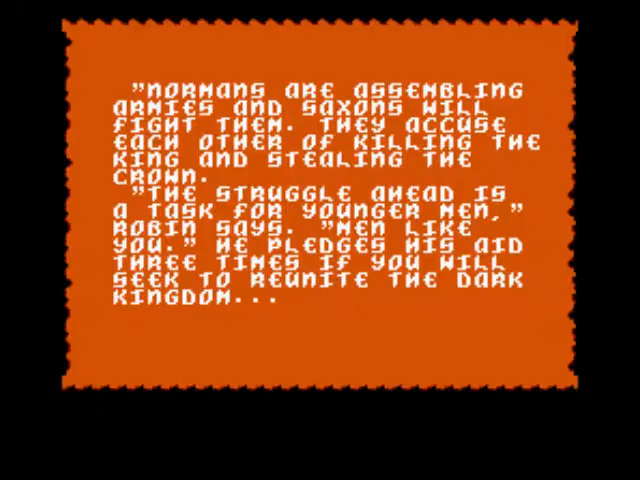 "NORMANS ARE ASSEMBLING
ARMIES AND SAXONS WILL
FIGHT THEM. THEY ACCUSE
EACH OTHER OF KILLING THE
KING AND STEALING THE
CROWN.
"THE STRUGGLE AHEAD IS
A TASK FOR YOUNGER MEN,"
ROBIN SAYS. "MEN LIKE
YOU." HE PLEDGES HIS AID
THREE TIMES IF YOU WILL
SEEK TO REUNITE THE DARK
KINGDOM...